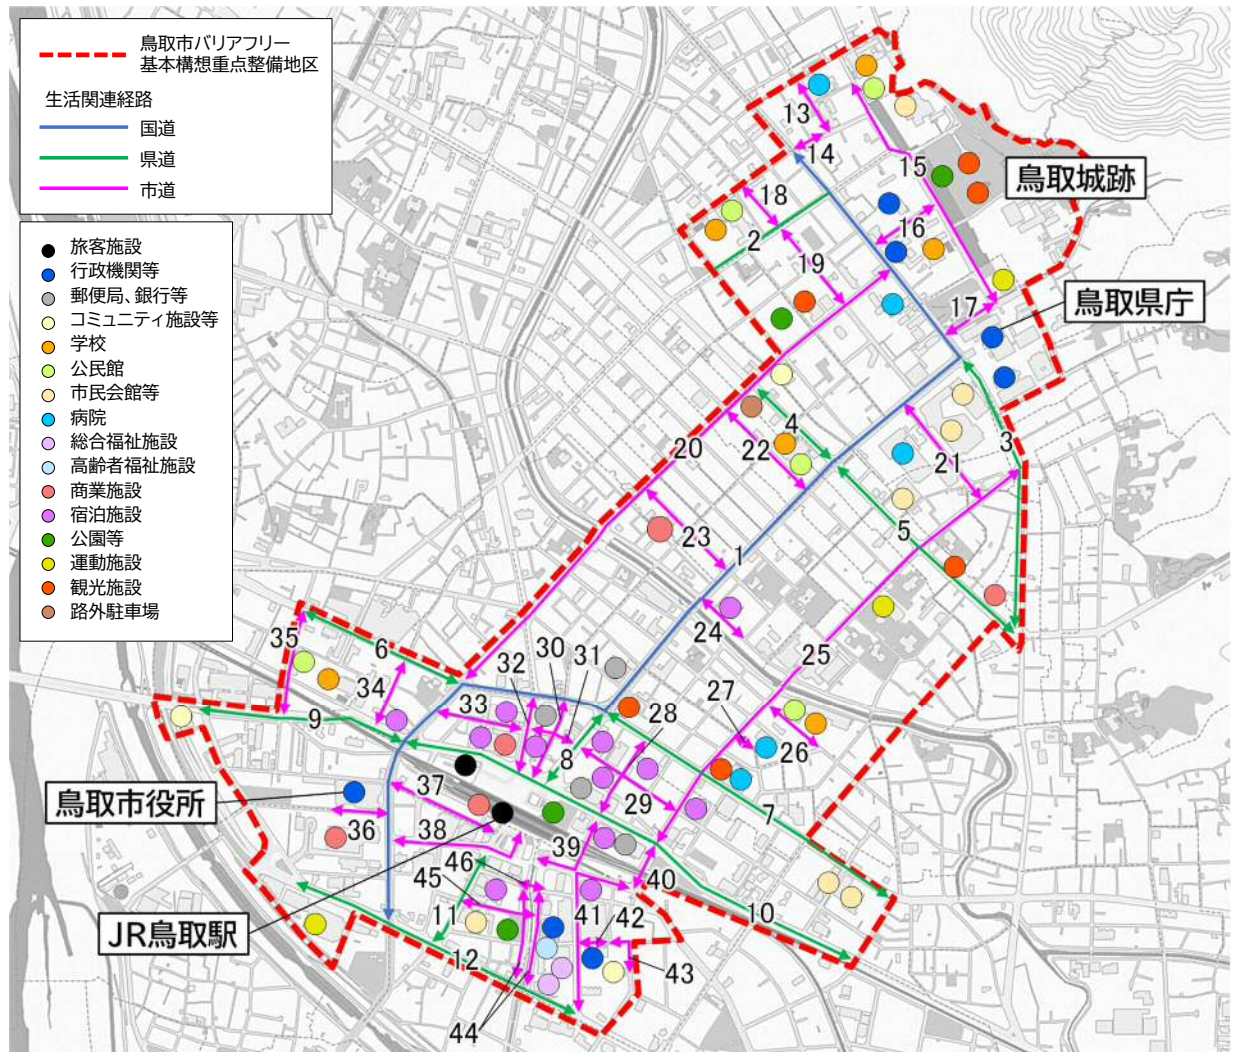 鳥取市バリアフリー
基本構想重点整備地区
生活関連経路
国道
県道
市道
旅客施設
行政機関等
郵便局、銀行等
コミュニティ施設等
学校
公民館
市民会館等
病院
総合福祉施設
高齢者福祉施設
商業施設
宿泊施設
公園等
運動施設
観光施設
路外駐車場
13
14
15
鳥取城跡
18
16
2
19
17
鳥取県庁
4
20
22
3
21
23
5
1
24
35
6
30
31
25
32
34
33
27
28
9
8
26
鳥取市役所
37
29
36
38
7
39
46
40
45
41
42
10
11
JR鳥取駅
12
43
44